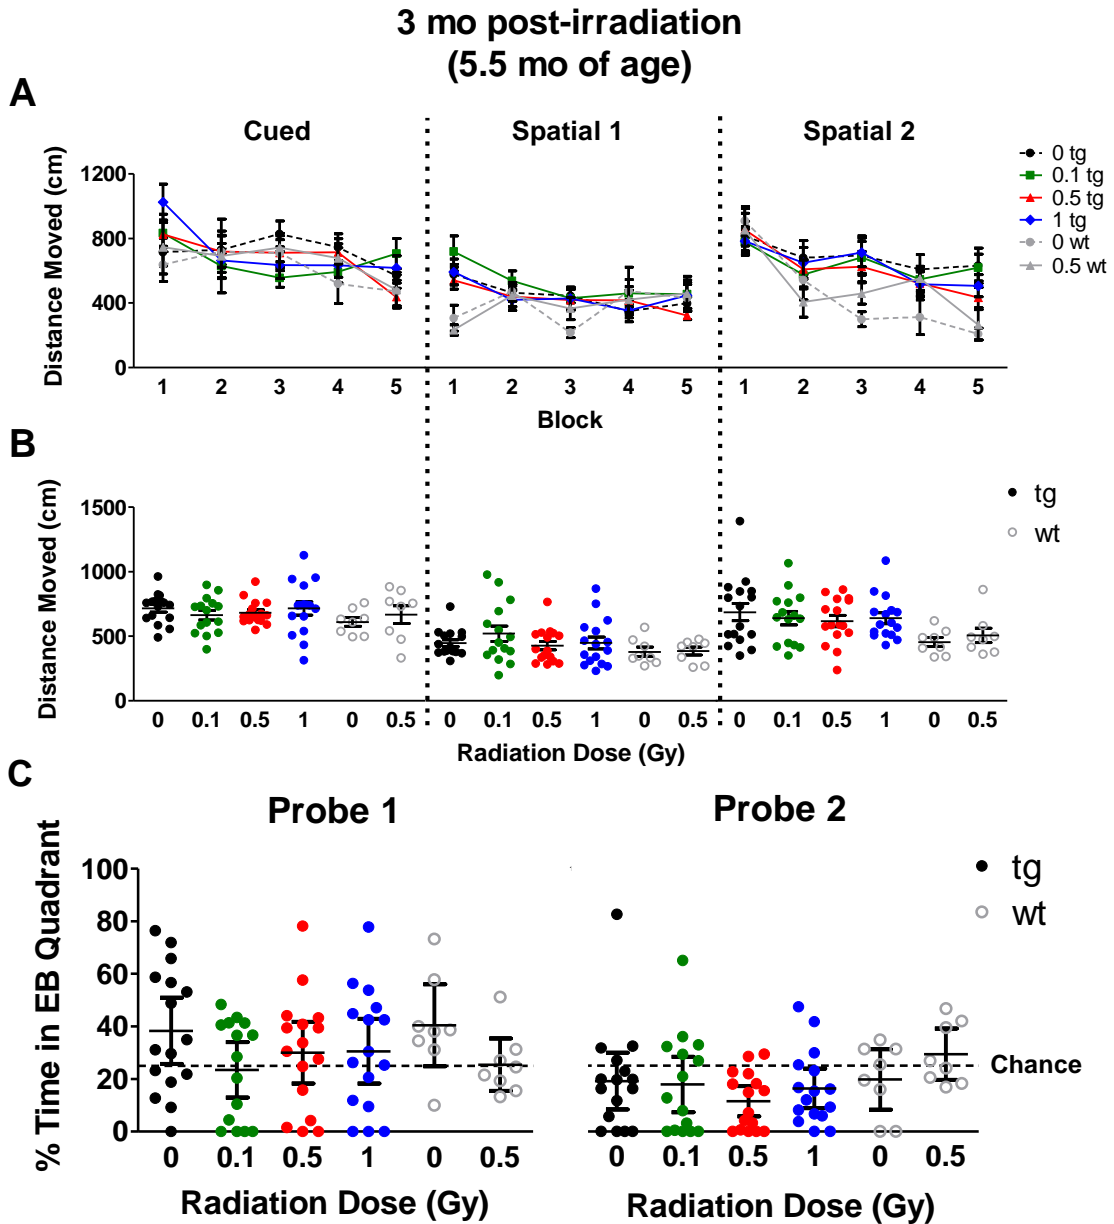 3 mo post-irradiation
(5.5 mo of age)
A
Cued
Spatial 1
Spatial 2
Distance Moved (cm)
1200
800
400
0
1 2 3 4 5
1 2 3 4 5
1 2 3 4 5
Block
0 tg
0.1 tg
0.5 tg
1 tg
0 wt
0.5 wt
B
Distance Moved (cm)
1500
1000
500
0
0 0.1 0.5 1 0 0.5
0 0.1 0.5 1 0 0.5
0 0.1 0.5 1 0 0.5
Radiation Dose (Gy)
tg
wt
C
Probe 1
Probe 2
% Time in EB Quadrant
100
80
60
40
20
0
0 0.1 0.5 1 0 0.5
0 0.1 0.5 1 0 0.5
Radiation Dose (Gy)
Radiation Dose (Gy)
tg
wt
Chance